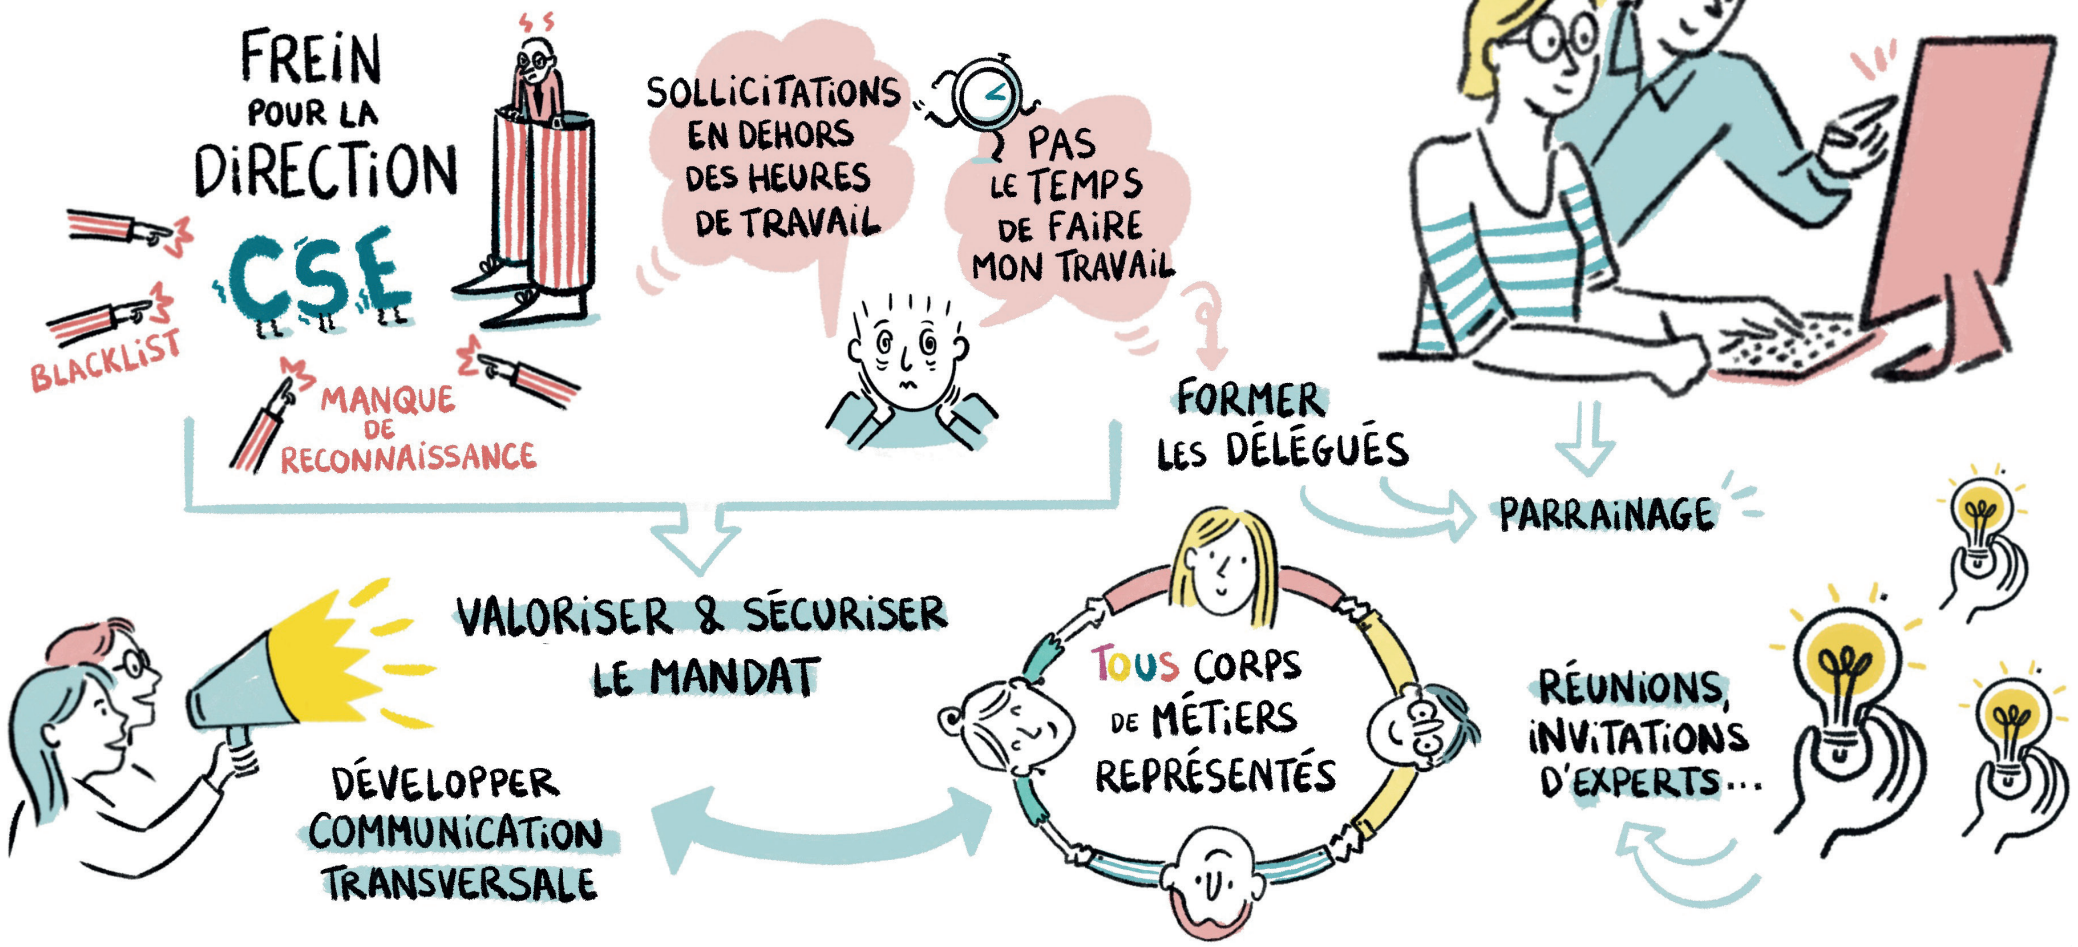 FREIN
POUR LA
DIRECTION
CSE
BLACKLIST
MANQUE
DE
RECONNAISSANCE
SOLLICITATIONS
EN DEHORS
DES HEURES
DE TRAVAIL
PAS
LE TEMPS
DE FAIRE
MON TRAVAIL
FORMER
LES DÉLÉGUÉS
PARRAINAGE
VALORISER & SÉCURISER
LE MANDAT
DÉVELOPPER
COMMUNICATION
TRANSVERSALE
TOUS CORPS
DE MÉTIERS
REPRÉSENTÉS
RÉUNIONS,
INVITATIONS
D'EXPERTS...